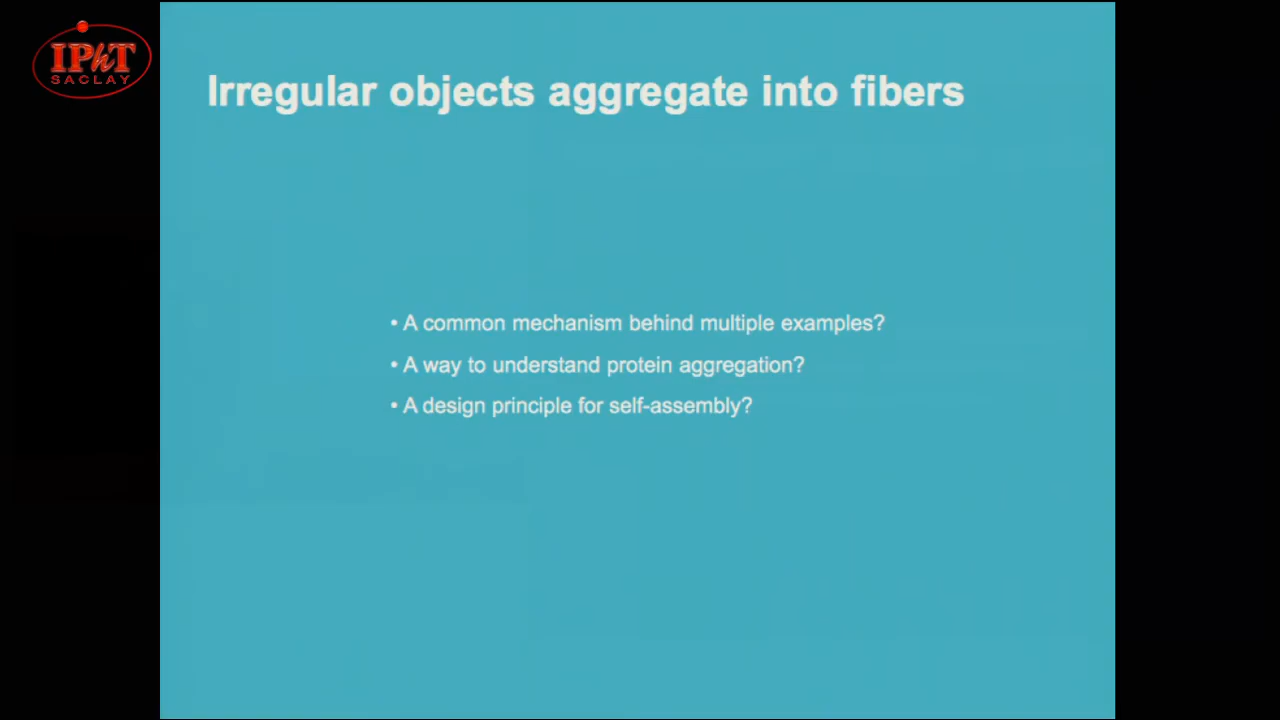 IPhT
SACLAY
Irregular objects aggregate into fibers
• A common mechanism behind multiple examples?
• A way to understand protein aggregation?
• A design principle for self-assembly?